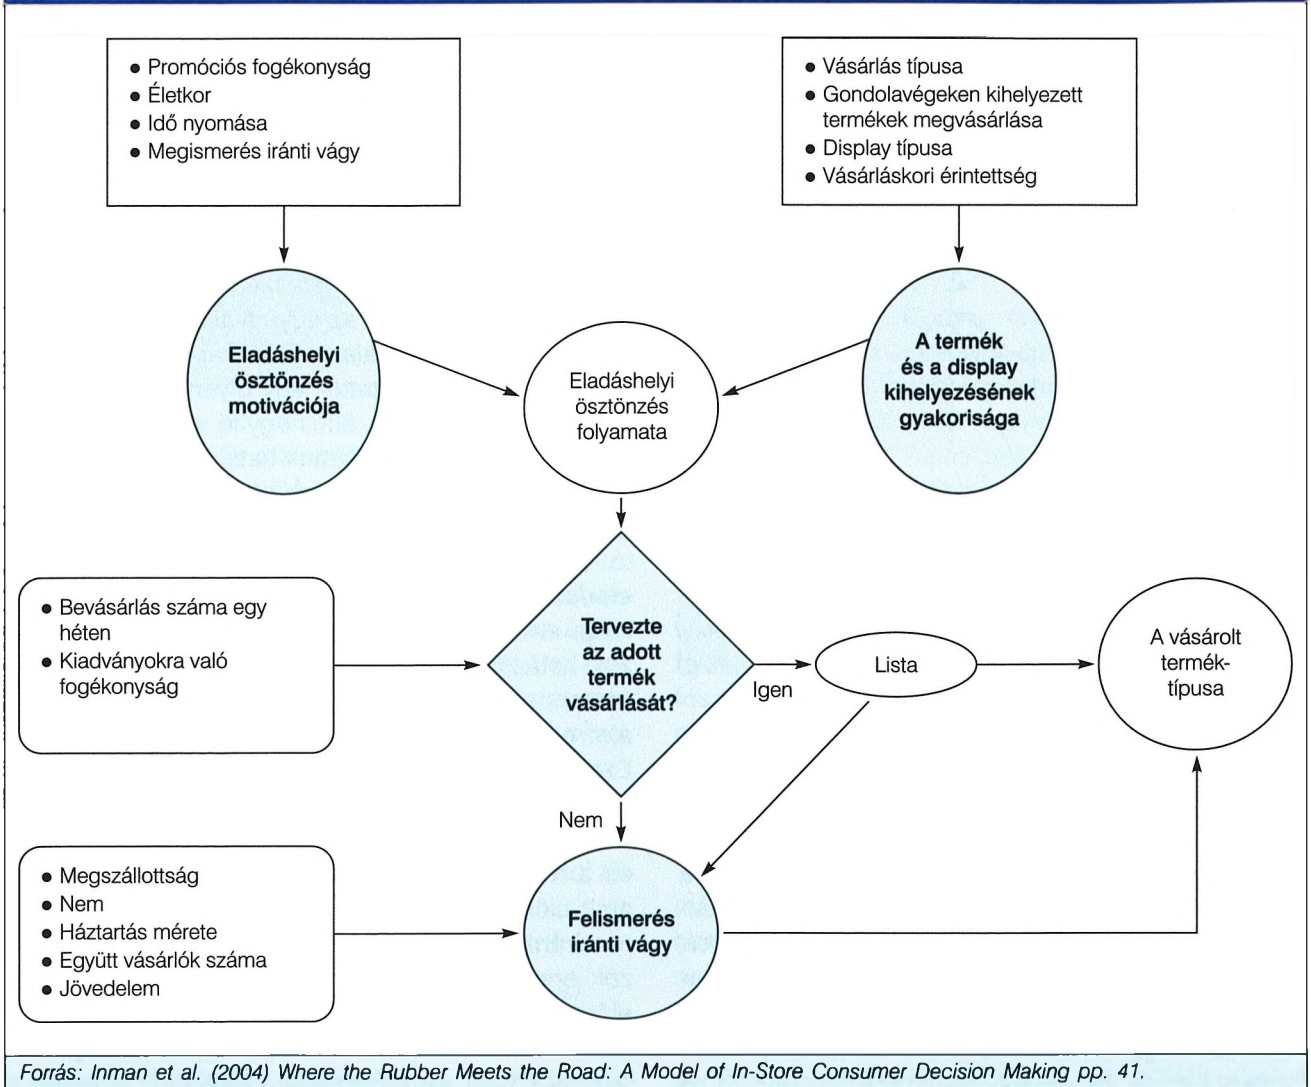 ● Promóciós fogékonyság
● Életkor
● Idő nyomása
● Megismerés iránti vágy
● Vásárlás típusa
● Gondolavégeken kihelyezett
termékek megvásárlása
● Display típusa
● Vásárláskori érintettség
Eladáshelyi
ösztönzés
motivációja
Eladáshelyi
ösztönzés
folyamata
A termék
és a display
kihelyezésének
gyakorisága
● Bevásárlás száma egy
héten
● Kiadványokra való
fogékonyság
Tervezte
az adott
termék
vásárlását?
Igen
Lista
A vásárolt
termék-
típusa
Nem
● Megszállottság
● Nem
● Háztartás mérete
● Együtt vásárlók száma
● Jövedelem
Felismerés
iránti vágy
Forrás: Inman et al. (2004) Where the Rubber Meets the Road: A Model of In-Store Consumer Decision Making pp. 41.